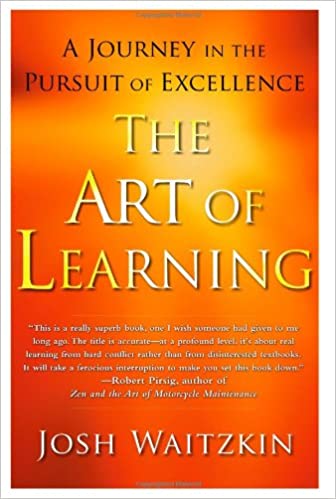 A Journey in the
Pursuit of Excellence
The
Art of
Learning
"This is a really superb book, one I wish someone had given to me
long ago. The title is accurate—at a profound level, it's about real
learning from hard conflict rather than from disinterested textbooks.
It will take a ferocious interruption to make you set this book down."
—Robert Pirsig, author of
Zen and the Art of Motorcycle Maintenance
Josh Waitzkin